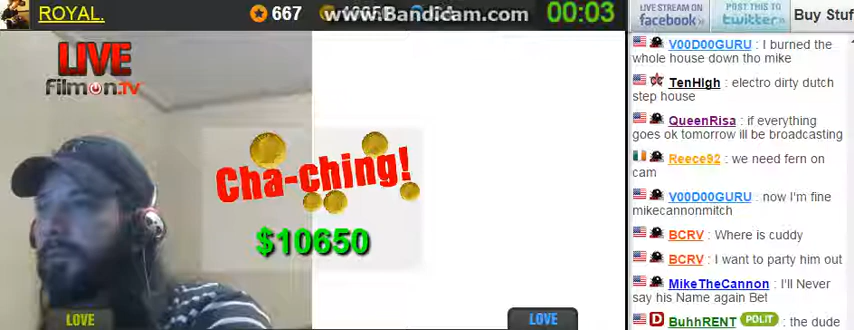 ROYAL.
667
www.Bandicam.com
00:03
LIVE STREAM ON
facebook
POST THIS TO
twitter
Buy Stuf
LIVE
FilmOn.TV
Cha-ching!
$10650
LOVE
LOVE
V00D00GURU : I burned the
whole house down tho mike
TenHigh : electro dirty dutch
step house
QueenRisa : if everything
goes ok tomorrow ill be broadcasting
Reece92 : we need fern on
cam
V00D00GURU : now I'm fine
mikecannonmitch
BCRV : Where is cuddy
BCRV : I want to party him out
MikeTheCannon : I'll Never
say his Name again Bet
D BuhhRENT POLIT : the dude